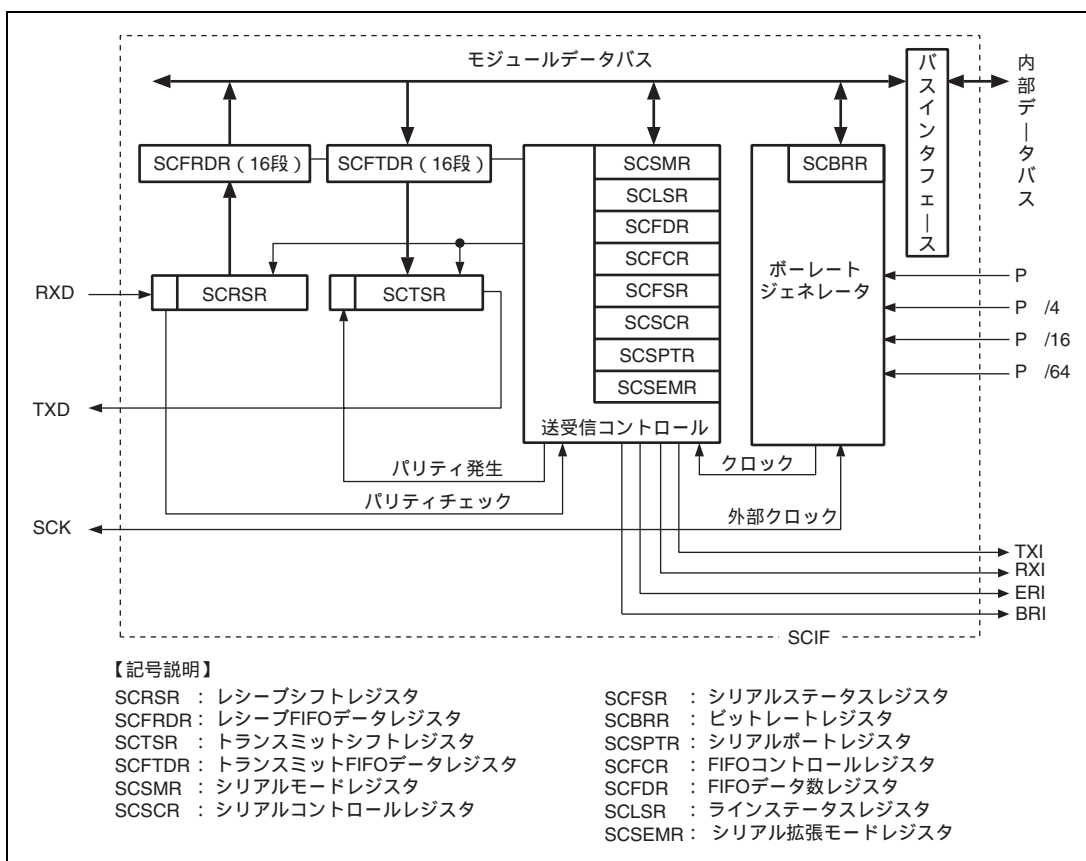 モジュールデータバス
バスインタフェース
内部データバス
SCFRDR(16段)
SCFTDR(16段)
SCSMR
SCBRR
SCLSR
SCFDR
SCFCR
SCFSR
SCSCR
SCSPTR
SCSEMR
送受信コントロール
ボーレート
ジェネレータ
RXD
SCRSR
SCTSR
P
P /4
P /16
P /64
TXD
パリティ発生
パリティチェック
クロック
SCK
外部クロック
TXI
RXI
ERI
BRI
SCIF
【記号説明】
SCRSR : レシーブシフトレジスタ
SCFRDR : レシーブFIFOデータレジスタ
SCTSR : トランスミットシフトレジスタ
SCFTDR : トランスミットFIFOデータレジスタ
SCSMR : シリアルモードレジスタ
SCSCR : シリアルコントロールレジスタ
SCFSR : シリアルステータスレジスタ
SCBRR : ビットレートレジスタ
SCSPTR : シリアルポートレジスタ
SCFCR : FIFOコントロールレジスタ
SCFDR : FIFOデータ数レジスタ
SCLSR : ラインステータスレジスタ
SCSEMR : シリアル拡張モードレジスタ